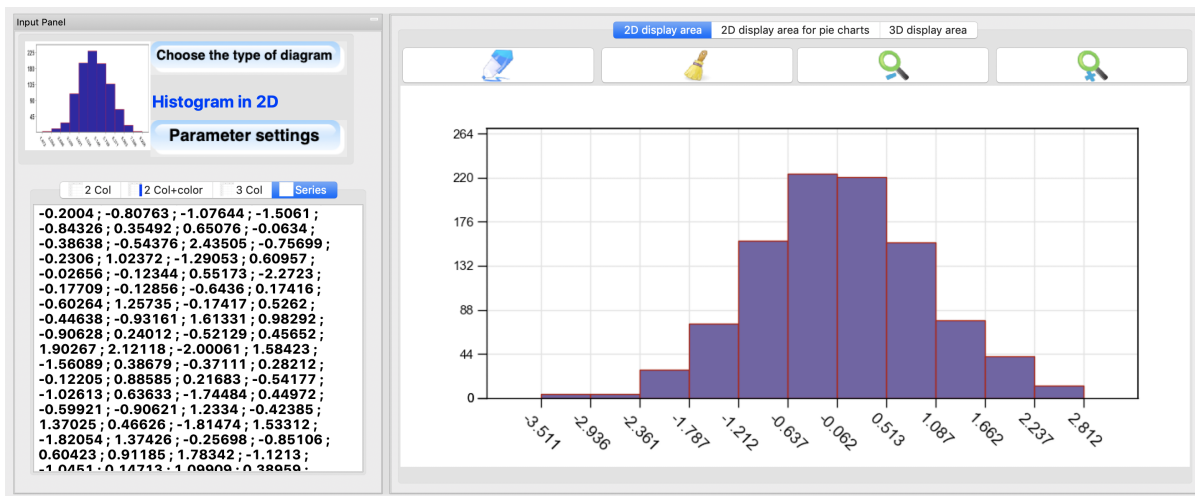 Input Panel
Choose the type of diagram
Histogram in 2D
Parameter settings
2 Col
2 Col+color
3 Col
Series
-0.2004 ; -0.80763 ; -1.07644 ; -1.5061 ;
-0.84326 ; 0.35492 ; 0.65076 ; -0.0634 ;
-0.38638 ; -0.54376 ; 2.43505 ; -0.75699 ;
-0.2306 ; 1.02372 ; -1.29053 ; 0.60957 ;
-0.02656 ; -0.12344 ; 0.55173 ; -2.2723 ;
-0.17709 ; -0.12856 ; -0.6436 ; 0.17416 ;
-0.60264 ; 1.25735 ; -0.17417 ; 0.5262 ;
-0.44638 ; -0.93161 ; 1.61331 ; 0.98292 ;
-0.90628 ; 0.24012 ; -0.52129 ; 0.45652 ;
1.90267 ; 2.12118 ; -2.00061 ; 1.58423 ;
-1.56089 ; 0.38679 ; -0.37111 ; 0.28212 ;
-0.12205 ; 0.88585 ; 0.21683 ; -0.54177 ;
-1.02613 ; 0.63633 ; -1.74484 ; 0.44972 ;
-0.59921 ; -0.90621 ; 1.2334 ; -0.42385 ;
1.37025 ; 0.46626 ; -1.81474 ; 1.53312 ;
-1.82054 ; 1.37426 ; -0.25698 ; -0.85106 ;
0.60423 ; 0.91185 ; 1.78342 ; -1.1213 ;
-1.0451 ; 0.14713 ; 1.09909 ; 0.38959 ;
2D display area
2D display area for pie charts
3D display area
264
220
176
132
88
44
0
-3.511
-2.936
-2.361
-1.787
-1.212
-0.637
-0.062
0.513
1.087
1.662
2.237
2.812